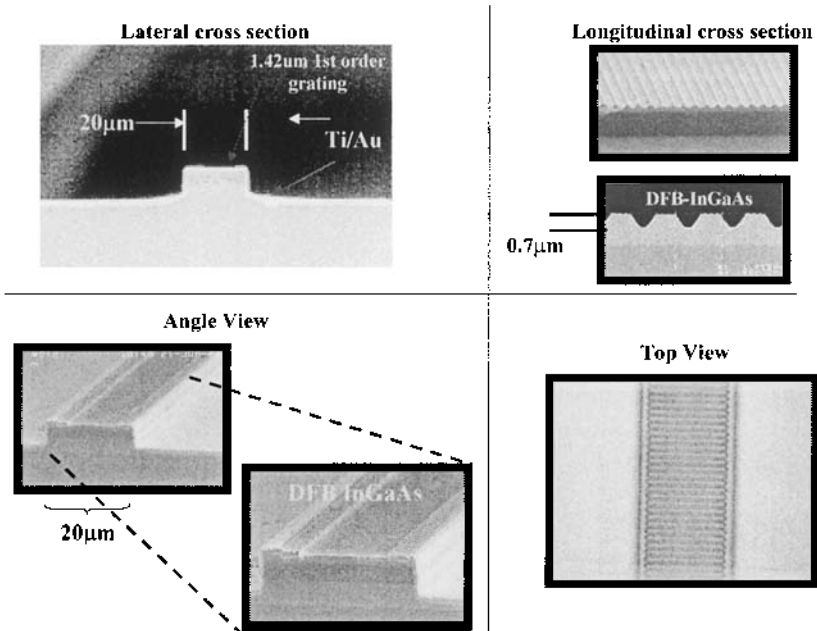 Lateral cross section
1.42um 1st order
grating
20μm
Ti/Au
Longitudinal cross section
DFB-InGaAs
0.7μm
Angle View
20μm
DFB InGaAs
Top View